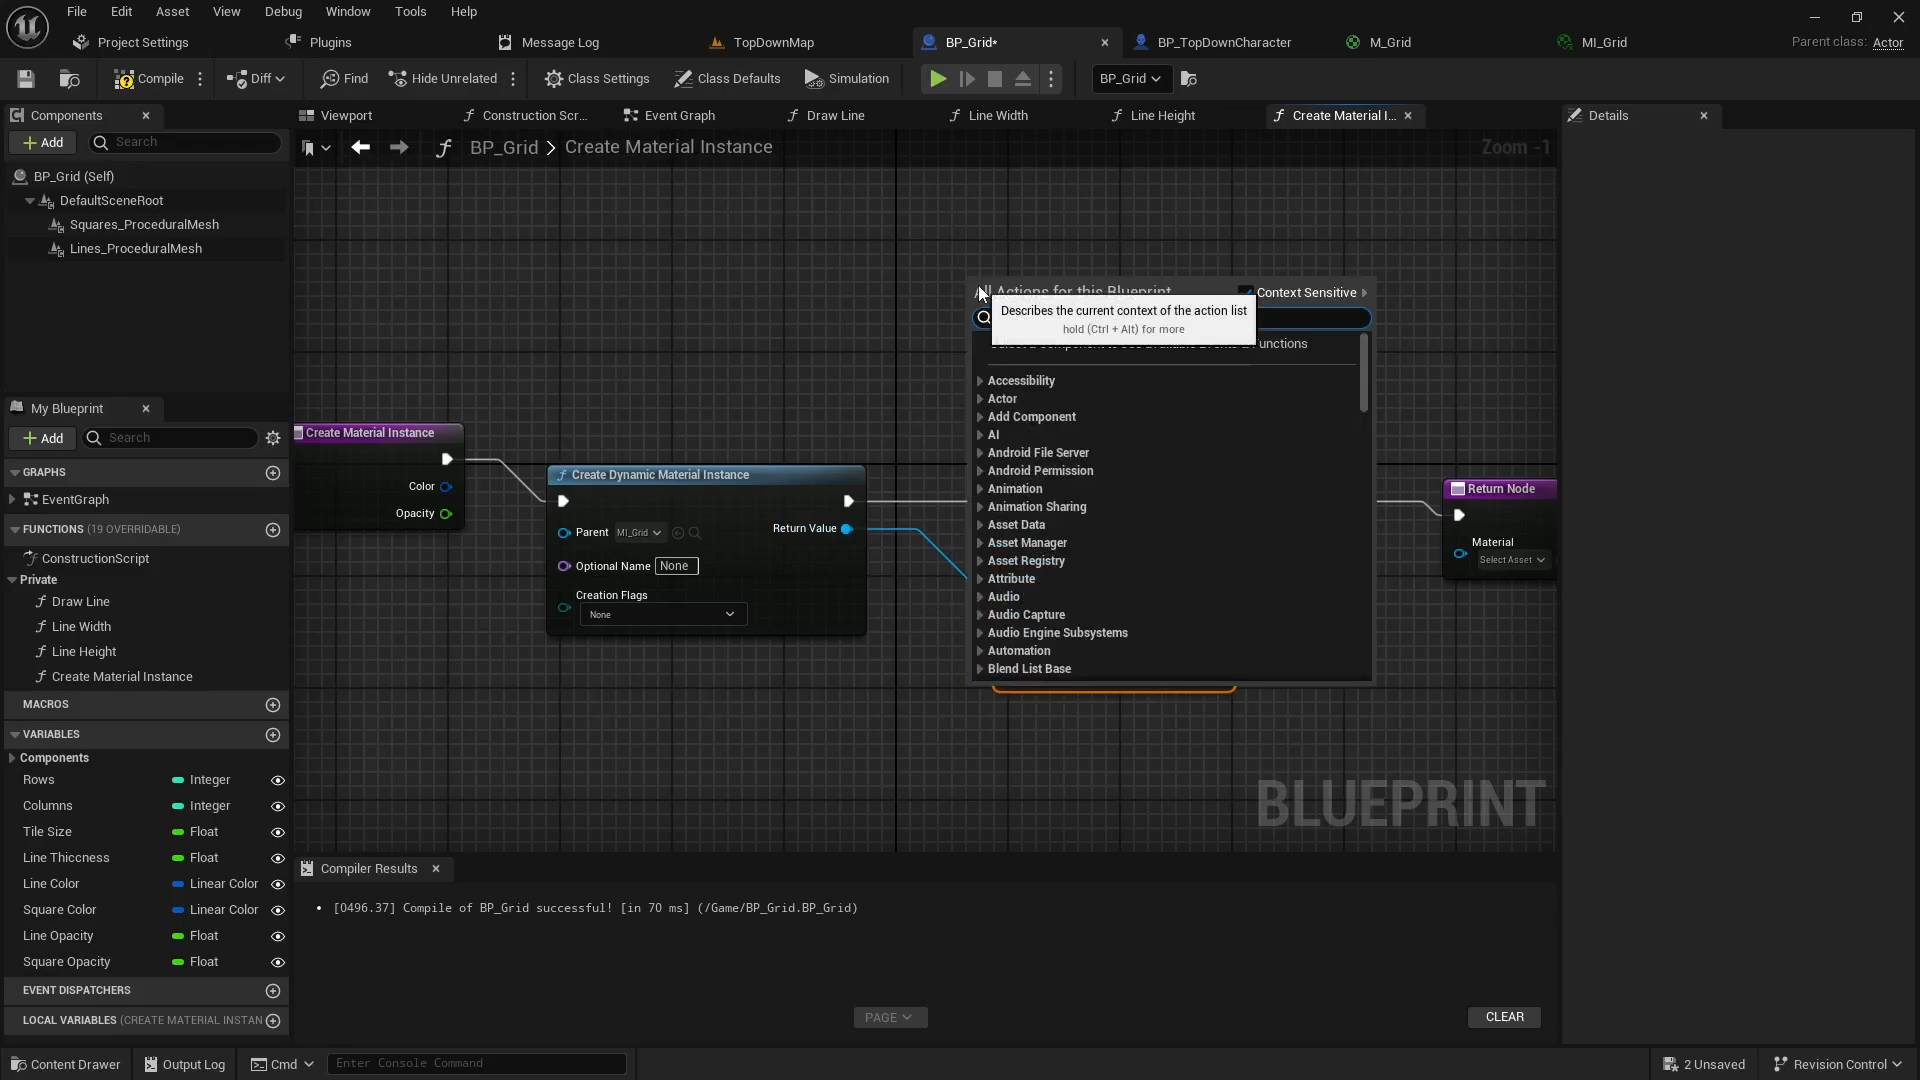 File Edit Asset View Debug Window Tools Help
Project Settings Plugins Message Log TopDownMap BP_Grid* BP_TopDownCharacter M_Grid MI_Grid Parent class: Actor
Compile Diff Find Hide Unrelated Class Settings Class Defaults Simulation BP_Grid
Components Viewport Construction Scr... Event Graph Draw Line Line Width Line Height Create Material I... Details
Add Search
BP_Grid > Create Material Instance Zoom -1
BP_Grid (Self)
DefaultSceneRoot
Squares_ProceduralMesh
Lines_ProceduralMesh
All Actions for this Blueprint Context Sensitive
Describes the current context of the action list
hold (Ctrl + Alt) for more
Functions
Accessibility
Actor
Add Component
AI
Android File Server
Android Permission
Animation
Animation Sharing
Asset Data
Asset Manager
Asset Registry
Attribute
Audio
Audio Capture
Audio Engine Subsystems
Automation
Blend List Base
Create Material Instance
Color
Opacity
Create Dynamic Material Instance
Parent MI_Grid Return Value
Optional Name None
Creation Flags
None
Return Node
Material
Select Asset
BLUEPRINT
My Blueprint
Add Search
GRAPHS
EventGraph
FUNCTIONS (19 OVERRIDABLE)
ConstructionScript
Private
Draw Line
Line Width
Line Height
Create Material Instance
MACROS
VARIABLES
Components
Rows Integer
Columns Integer
Tile Size Float
Line Thiccness Float
Line Color Linear Color
Square Color Linear Color
Line Opacity Float
Square Opacity Float
EVENT DISPATCHERS
LOCAL VARIABLES (CREATE MATERIAL INSTAN
Compiler Results
[0496.37] Compile of BP_Grid successful! [in 70 ms] (/Game/BP_Grid.BP_Grid)
PAGE CLEAR
Content Drawer Output Log Cmd Enter Console Command 2 Unsaved Revision Control